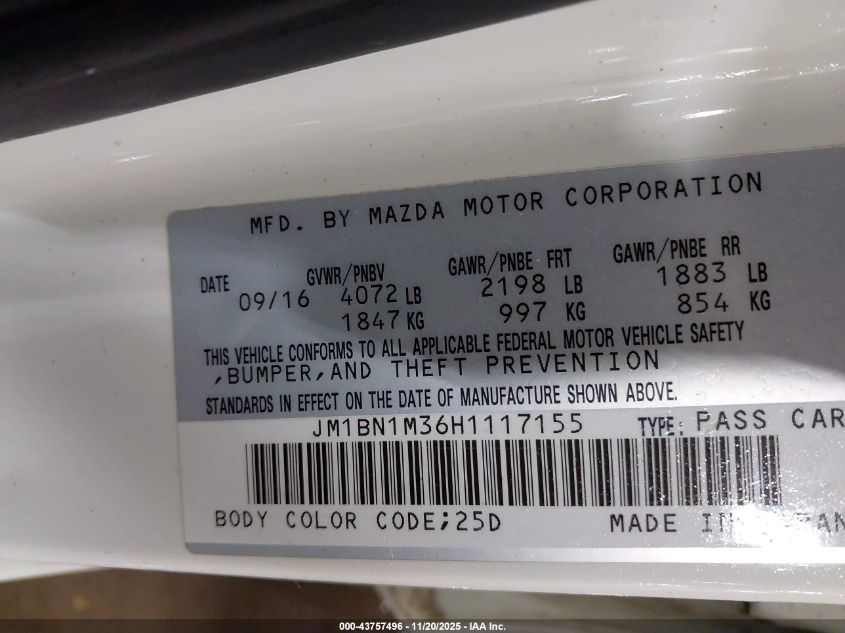 MFD. BY MAZDA MOTOR CORPORATION
DATE GVWR/PNBV GAWR/PNBE FRT GAWR/PNBE RR
09/16 4072 LB 2198 LB 1883 LB
1847 KG 997 KG 854 KG
THIS VEHICLE CONFORMS TO ALL APPLICABLE FEDERAL MOTOR VEHICLE SAFETY
,BUMPER,AND THEFT PREVENTION
STANDARDS IN EFFECT ON THE DATE OF MANUFACTURE SHOWN ABOVE.
JM1BN1M36H1117155 TYPE: PASS CAR
BODY COLOR CODE;25D MADE IN
000-43757496 - 11/20/2025 - IAA Inc.